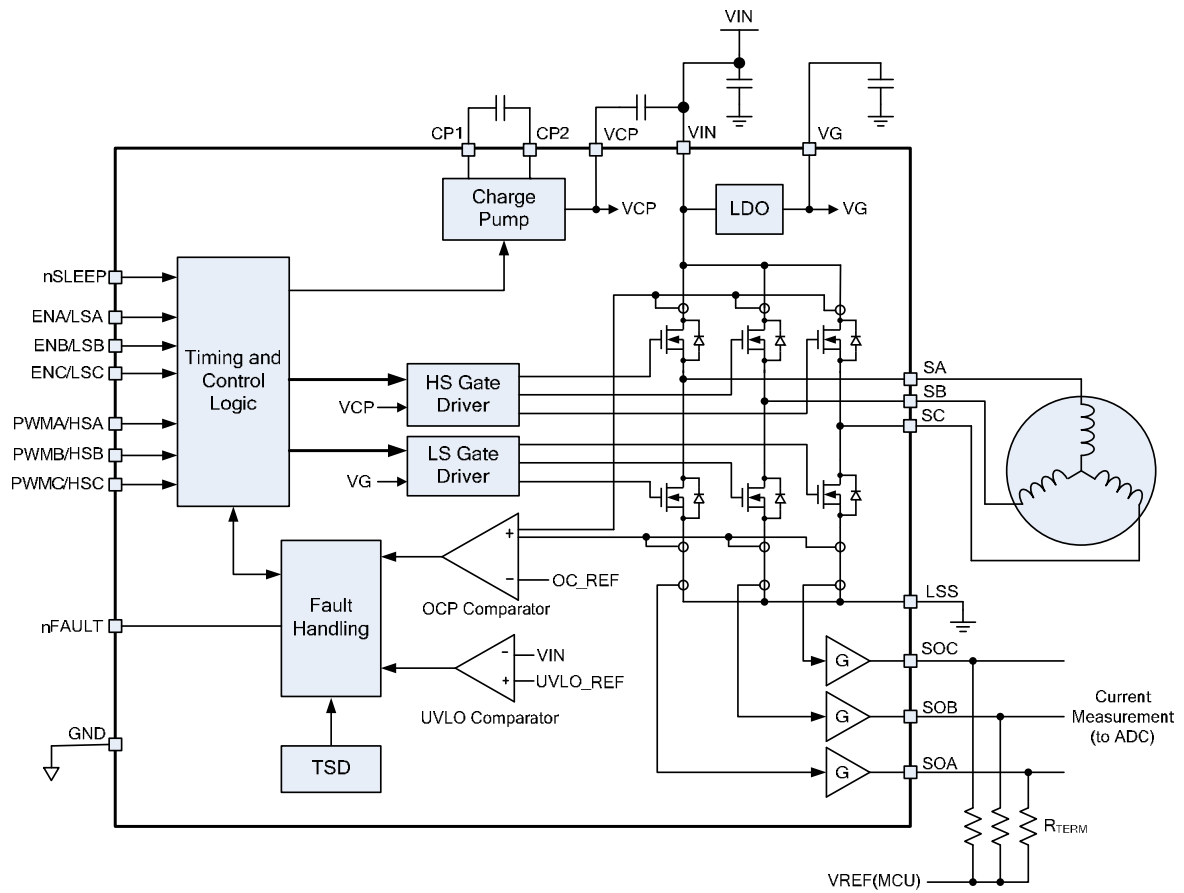 VIN
CP1
CP2
VCP
VIN
VG
Charge
Pump
VCP
LDO
VG
nSLEEP
ENA/LSA
ENB/LSB
ENC/LSC
PWMA/HSA
PWMB/HSB
PWMC/HSC
Timing and
Control
Logic
HS Gate
Driver
VCP
LS Gate
Driver
VG
SA
SB
SC
+
−
OC_REF
OCP Comparator
Fault
Handling
nFAULT
-
VIN
+
UVLO_REF
UVLO Comparator
LSS
G
SOC
G
SOB
G
SOA
Current
Measurement
(to ADC)
GND
TSD
RTERM
VREF(MCU)